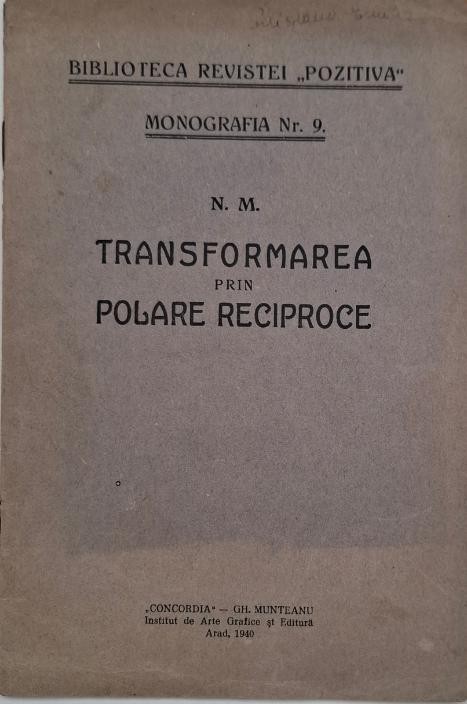 BIBLIOTECA REVISTEI „POZITIVA“
MONOGRAFIA Nr. 9.
N. M.
TRANSFORMAREA
PRIN
POLARE RECIPROCE
„CONCORDIA“ — GH. MUNTEANU
Institut de Arte Grafice și Editură
Arad, 1940